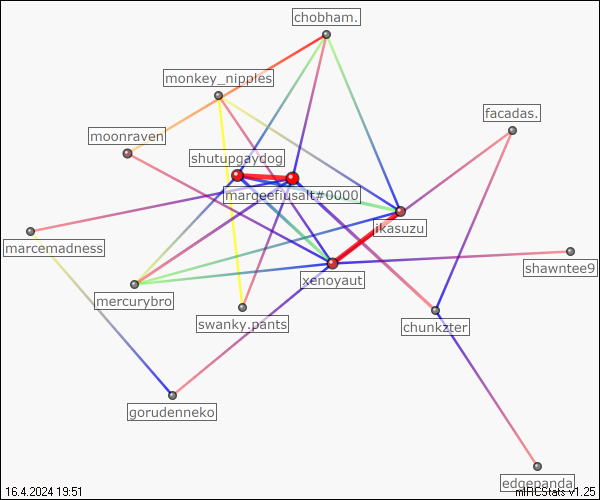 chobham.
monkey_nipples
facadas.
moonraven
shutupgaydog
margeefiusalt#0000
ikasuzu
marcemadness
xenoyaut
shawntee9
mercurybro
swanky.pants
chunkzter
gorudenneko
edgepanda
16.4.2024 19:51
mIRCStats v1.25